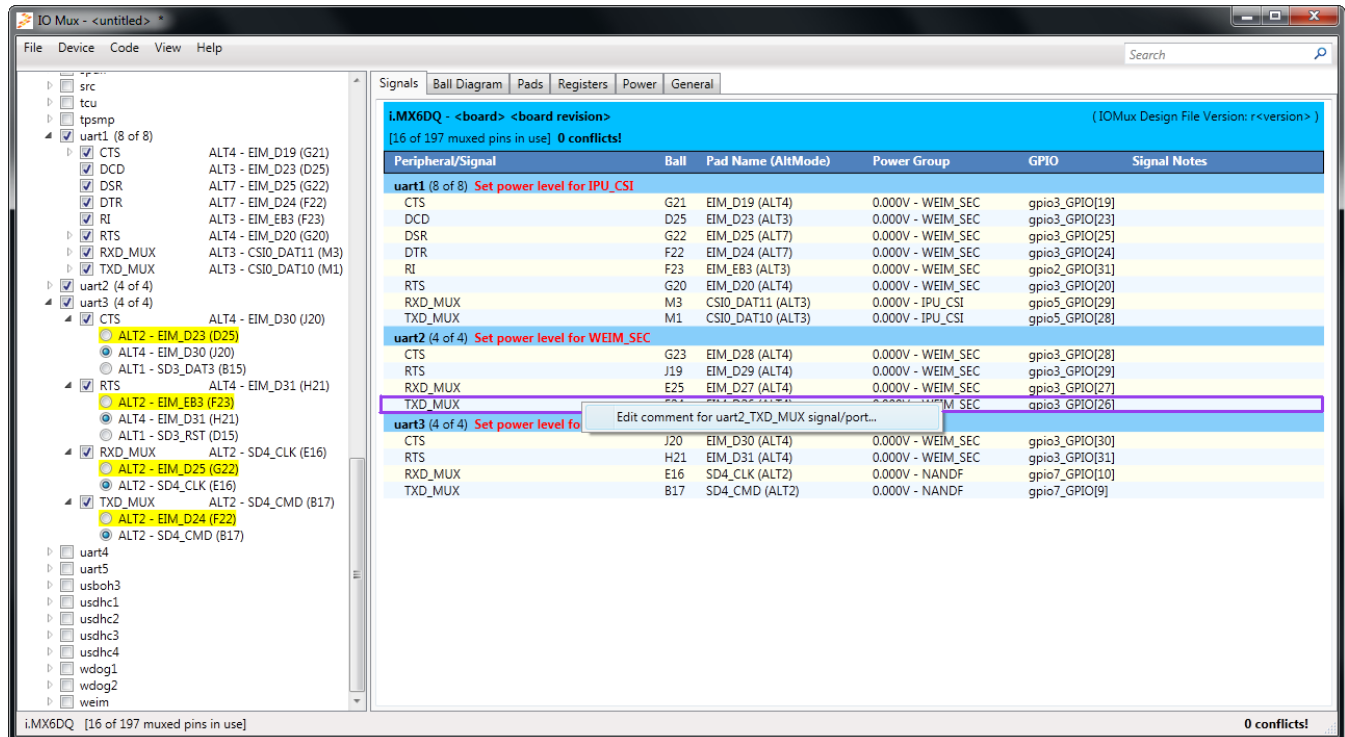 IO Mux - <untitled> *
File Device Code View Help
Search
src
tcu
tpsmp
uart1 (8 of 8)
CTS ALT4 - EIM_D19 (G21)
DCD ALT3 - EIM_D23 (D25)
DSR ALT7 - EIM_D25 (G22)
DTR ALT7 - EIM_D24 (F22)
RI ALT3 - EIM_EB3 (F23)
RTS ALT4 - EIM_D20 (G20)
RXD_MUX ALT3 - CSI0_DAT11 (M3)
TXD_MUX ALT3 - CSI0_DAT10 (M1)
uart2 (4 of 4)
uart3 (4 of 4)
CTS ALT4 - EIM_D30 (J20)
ALT2 - EIM_D23 (D25)
ALT4 - EIM_D30 (J20)
ALT1 - SD3_DAT3 (B15)
RTS ALT4 - EIM_D31 (H21)
ALT2 - EIM_EB3 (F23)
ALT4 - EIM_D31 (H21)
ALT1 - SD3_RST (D15)
RXD_MUX ALT2 - SD4_CLK (E16)
ALT2 - EIM_D25 (G22)
ALT2 - SD4_CLK (E16)
TXD_MUX ALT2 - SD4_CMD (B17)
ALT2 - EIM_D24 (F22)
ALT2 - SD4_CMD (B17)
uart4
uart5
usboh3
usdhc1
usdhc2
usdhc3
usdhc4
wdog1
wdog2
weim
Signals Ball Diagram Pads Registers Power General
i.MX6DQ - <board> <board revision> ( IOMux Design File Version: r<version> )
[16 of 197 muxed pins in use] 0 conflicts!
Peripheral/Signal Ball Pad Name (AltMode) Power Group GPIO Signal Notes
uart1 (8 of 8) Set power level for IPU_CSI
CTS G21 EIM_D19 (ALT4) 0.000V - WEIM_SEC gpio3_GPIO[19]
DCD D25 EIM_D23 (ALT3) 0.000V - WEIM_SEC gpio3_GPIO[23]
DSR G22 EIM_D25 (ALT7) 0.000V - WEIM_SEC gpio3_GPIO[25]
DTR F22 EIM_D24 (ALT7) 0.000V - WEIM_SEC gpio3_GPIO[24]
RI F23 EIM_EB3 (ALT3) 0.000V - WEIM_SEC gpio2_GPIO[31]
RTS G20 EIM_D20 (ALT4) 0.000V - WEIM_SEC gpio3_GPIO[20]
RXD_MUX M3 CSI0_DAT11 (ALT3) 0.000V - IPU_CSI gpio5_GPIO[29]
TXD_MUX M1 CSI0_DAT10 (ALT3) 0.000V - IPU_CSI gpio5_GPIO[28]
uart2 (4 of 4) Set power level for WEIM_SEC
CTS G23 EIM_D28 (ALT4) 0.000V - WEIM_SEC gpio3_GPIO[28]
RTS J19 EIM_D29 (ALT4) 0.000V - WEIM_SEC gpio3_GPIO[29]
RXD_MUX E25 EIM_D27 (ALT4) 0.000V - WEIM_SEC gpio3_GPIO[27]
TXD_MUX gpio3_GPIO[26]
Edit comment for uart2_TXD_MUX signal/port...
uart3 (4 of 4) Set power level fo
CTS J20 EIM_D30 (ALT4) 0.000V - WEIM_SEC gpio3_GPIO[30]
RTS H21 EIM_D31 (ALT4) 0.000V - WEIM_SEC gpio3_GPIO[31]
RXD_MUX E16 SD4_CLK (ALT2) 0.000V - NANDF gpio7_GPIO[10]
TXD_MUX B17 SD4_CMD (ALT2) 0.000V - NANDF gpio7_GPIO[9]
i.MX6DQ [16 of 197 muxed pins in use] 0 conflicts!